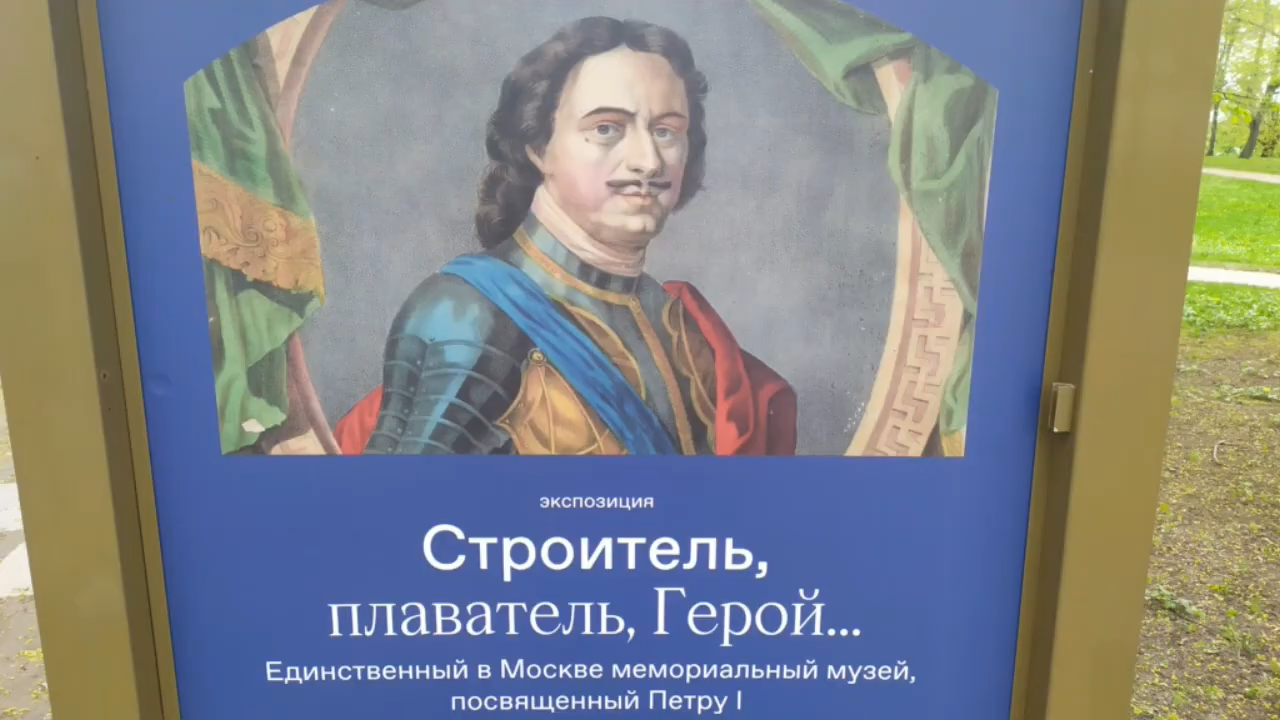 экспозиция
Строитель,
плаватель, Герой...
Единственный в Москве мемориальный музей,
посвященный Петру I